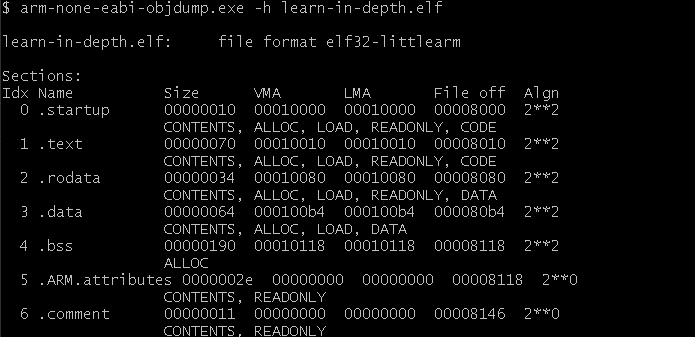 $ arm-none-eabi-objdump.exe -h learn-in-depth.elf
learn-in-depth.elf:     file format elf32-littlearm
Sections:
Idx Name          Size      VMA       LMA       File off  Algn
  0 .startup      00000010  00010000  00010000  00008000  2**2
                  CONTENTS, ALLOC, LOAD, READONLY, CODE
  1 .text         00000070  00010010  00010010  00008010  2**2
                  CONTENTS, ALLOC, LOAD, READONLY, CODE
  2 .rodata       00000034  00010080  00010080  00008080  2**2
                  CONTENTS, ALLOC, LOAD, READONLY, DATA
  3 .data         00000064  000100b4  000100b4  000080b4  2**2
                  CONTENTS, ALLOC, LOAD, DATA
  4 .bss          00000190  00010118  00010118  00008118  2**2
                  ALLOC
  5 .ARM.attributes 0000002e  00000000  00000000  00008118  2**0
                  CONTENTS, READONLY
  6 .comment      00000011  00000000  00000000  00008146  2**0
                  CONTENTS, READONLY